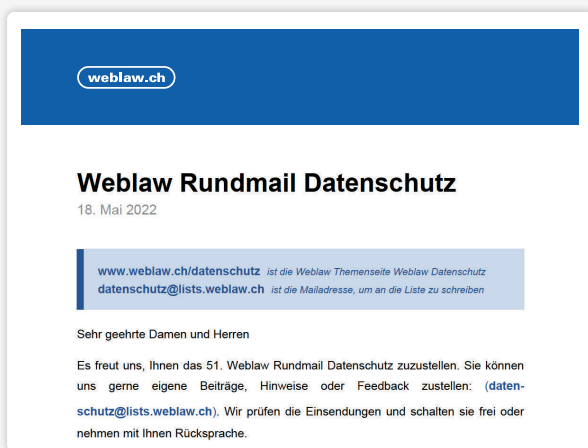 weblaw.ch
Weblaw Rundmail Datenschutz
18. Mai 2022
www.weblaw.ch/datenschutz ist die Weblaw Themenseite Weblaw Datenschutz
datenschutz@lists.weblaw.ch ist die Mailadresse, um an die Liste zu schreiben
Sehr geehrte Damen und Herren
Es freut uns, Ihnen das 51. Weblaw Rundmail Datenschutz zuzustellen. Sie können
uns gerne eigene Beiträge, Hinweise oder Feedback zustellen: (daten-
schutz@lists.weblaw.ch). Wir prüfen die Einsendungen und schalten sie frei oder
nehmen mit Ihnen Rücksprache.